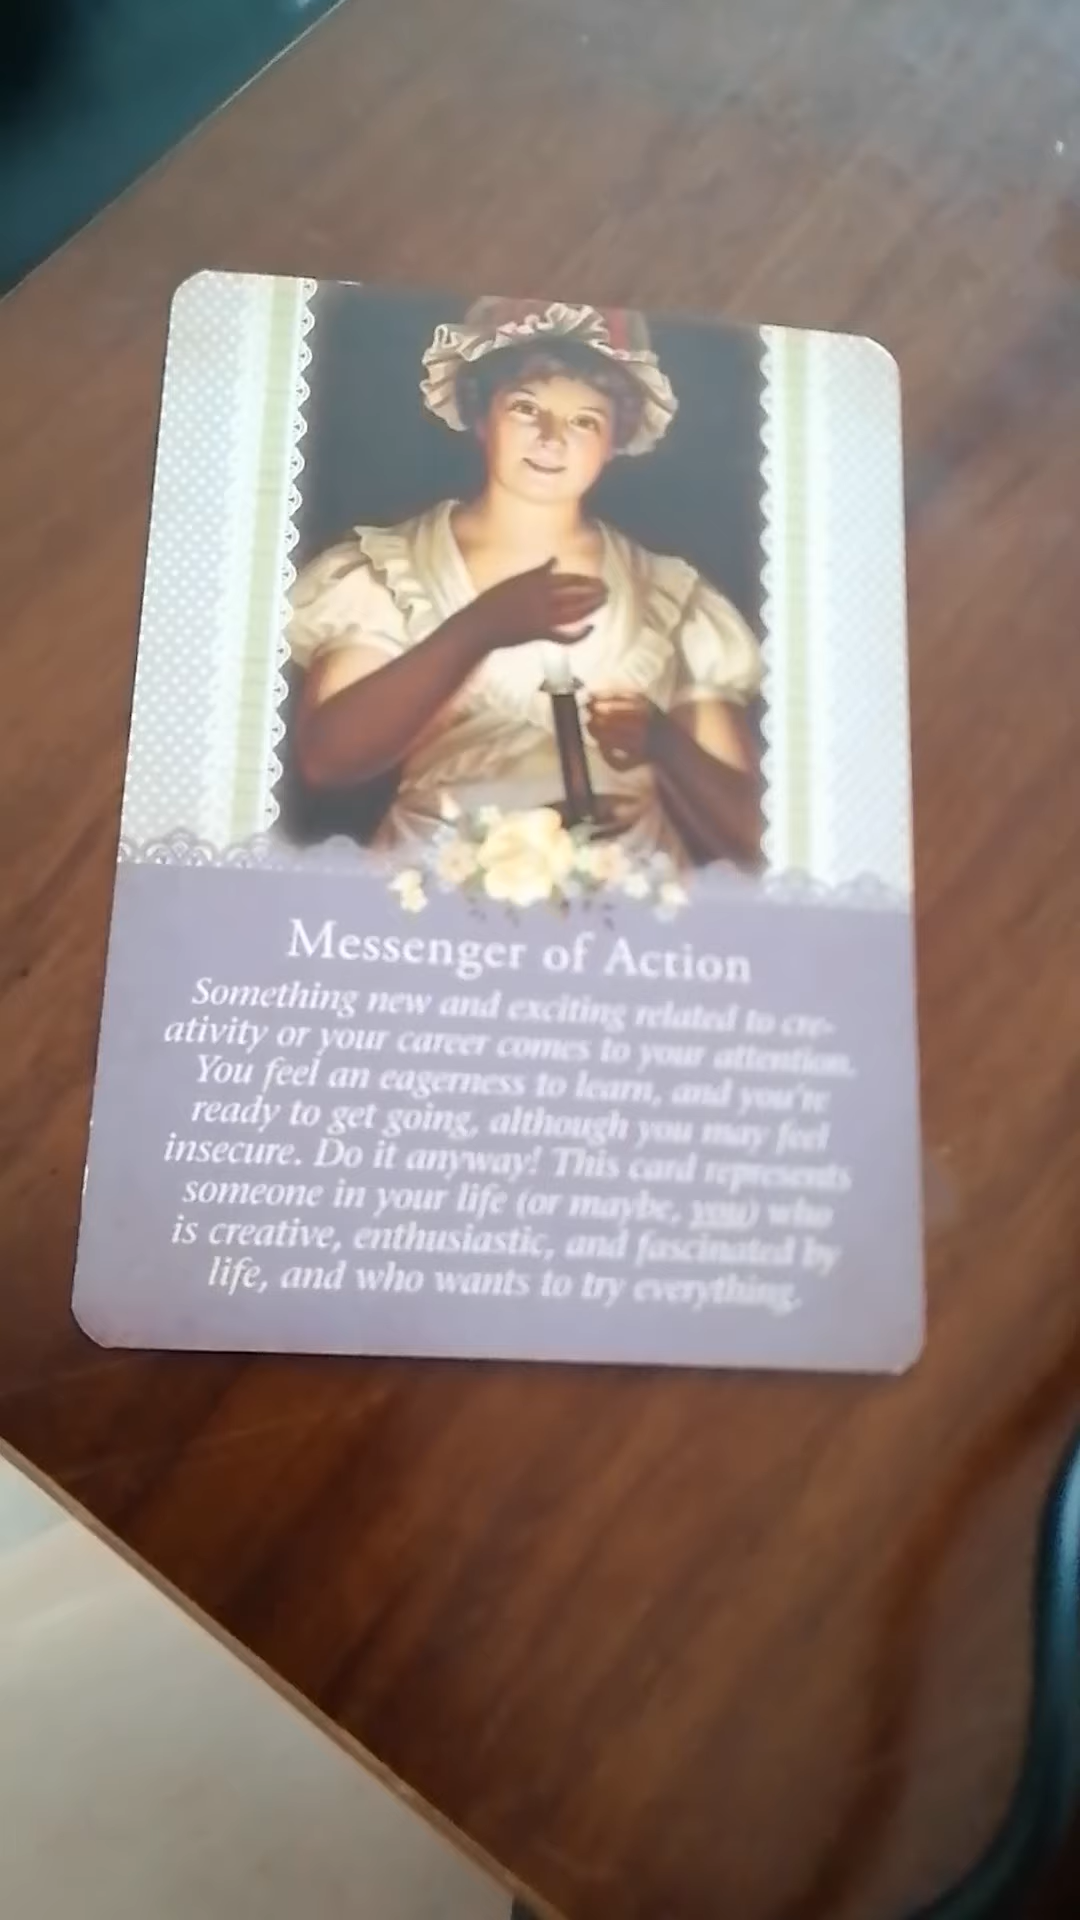 Messenger of Action
Something new and exciting related to cre-
ativity or your career comes to your attention.
You feel an eagerness to learn, and you're
ready to get going, although you may feel
insecure. Do it anyway! This card represents
someone in your life (or maybe, you) who
is creative, enthusiastic, and fascinated by
life, and who wants to try everything.